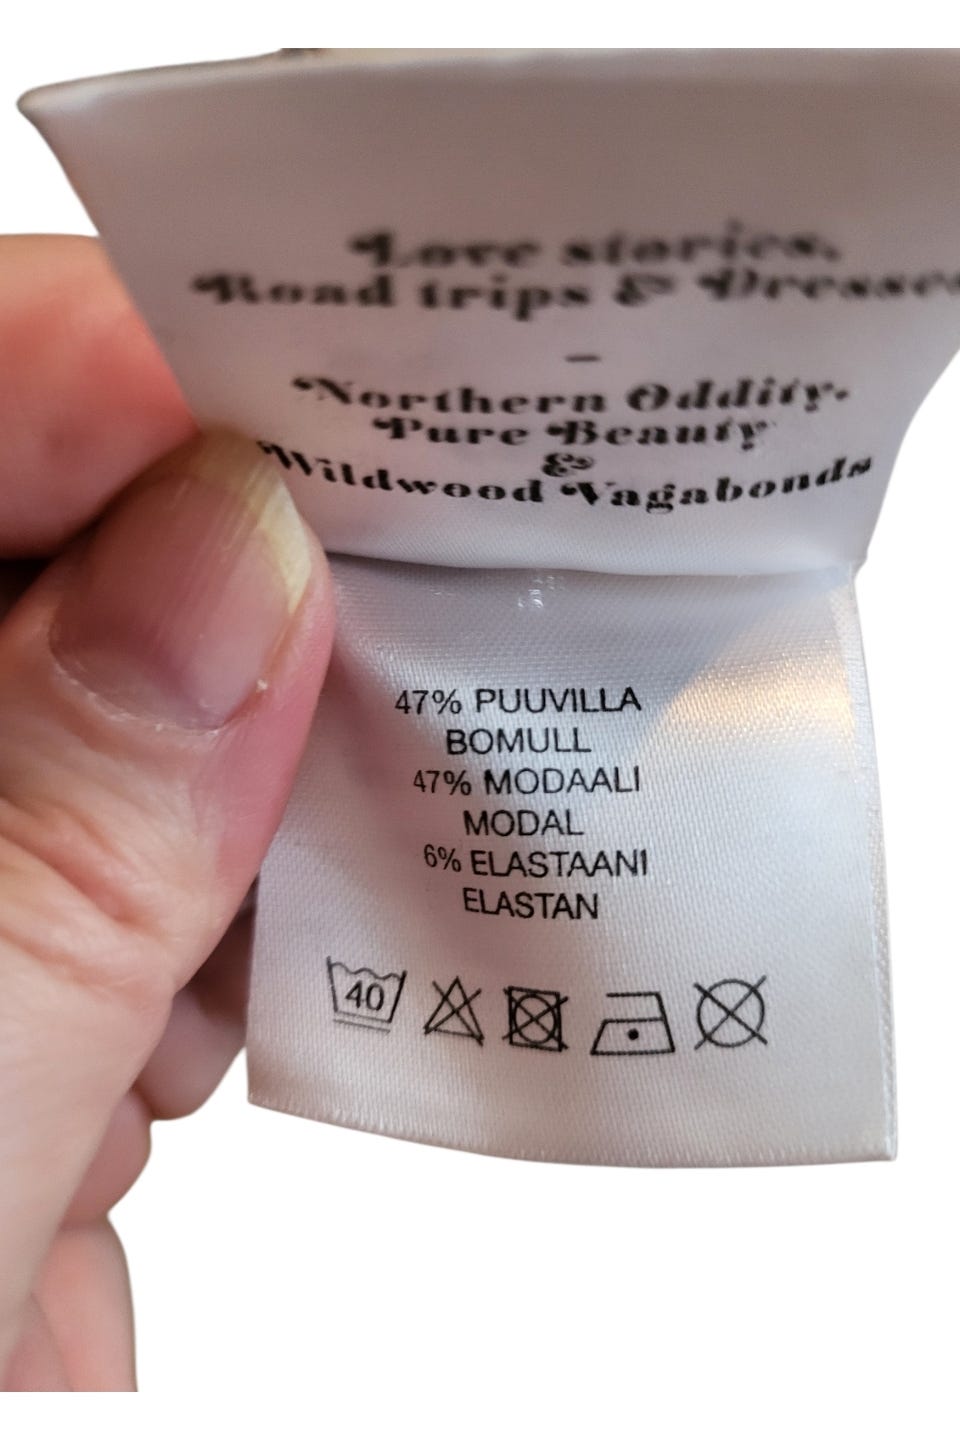 Love stories,
Road trips & Dresses
–
Northern Oddity,
Pure Beauty
&
Wildwood Vagabonds
47% PUUVILLA
BOMULL
47% MODAALI
MODAL
6% ELASTAANI
ELASTAN
40